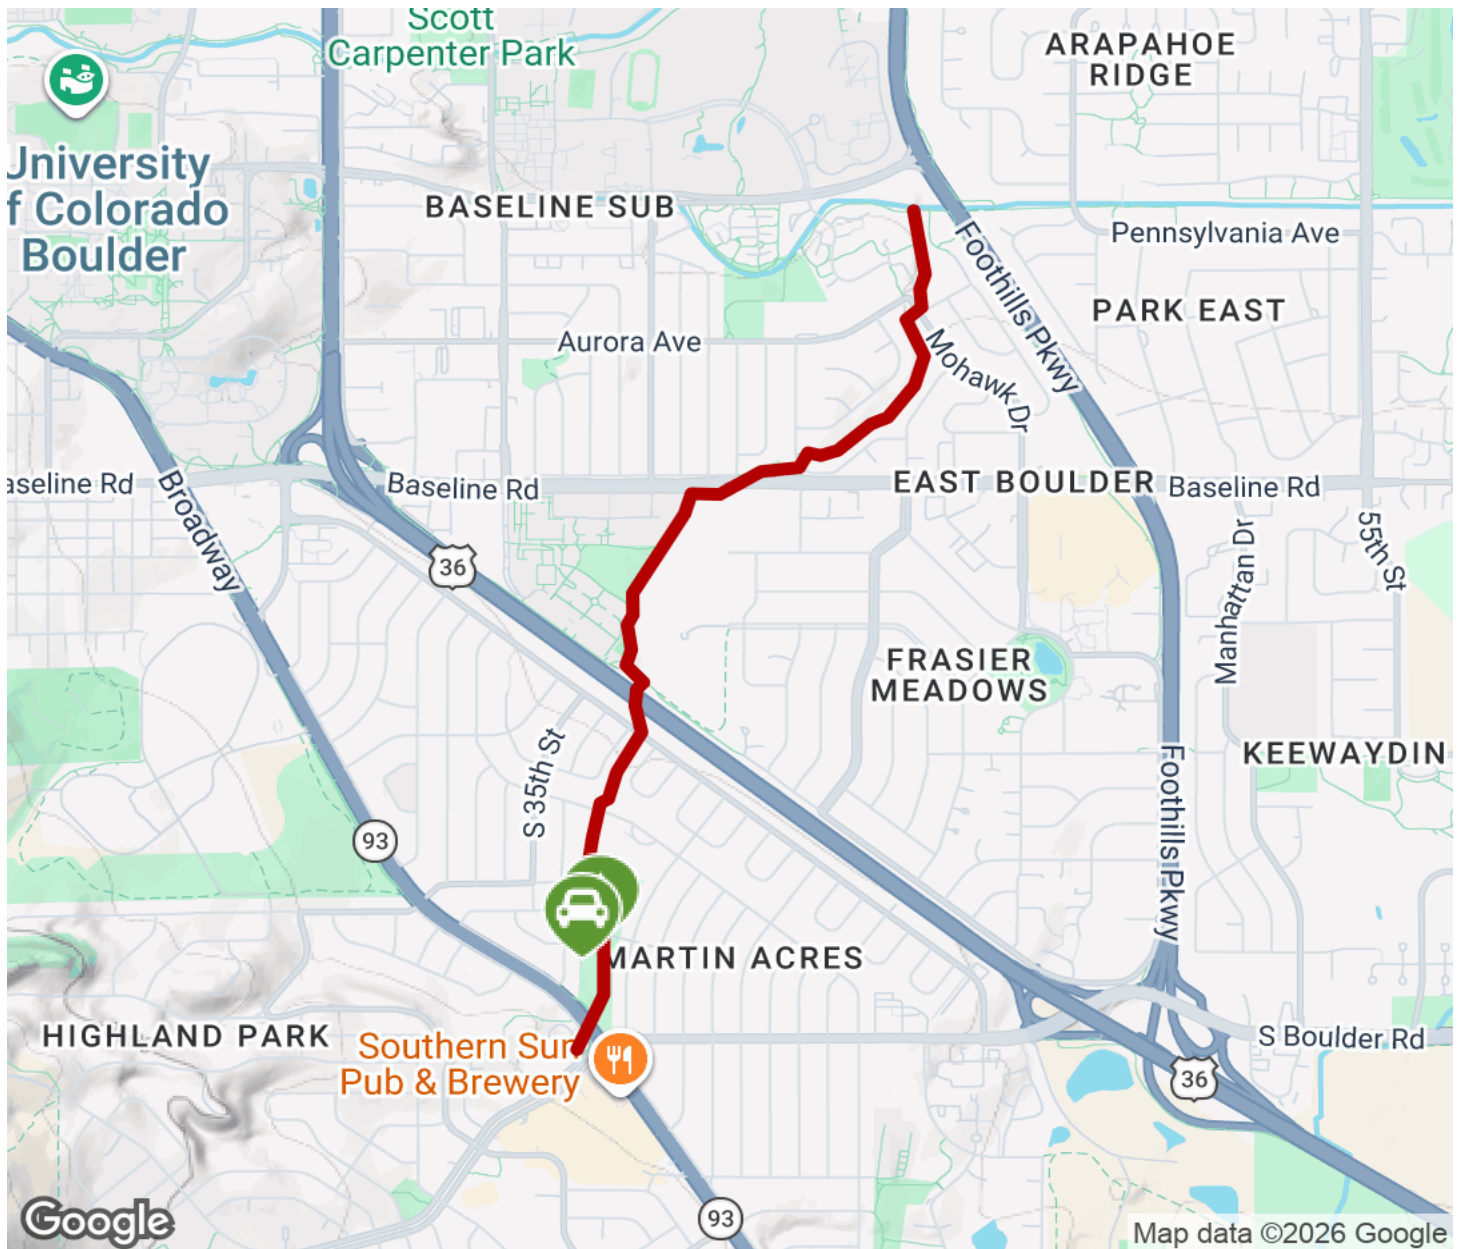 Scott
Carpenter Park
ARAPAHOE
RIDGE
University
of Colorado
Boulder
BASELINE SUB
Pennsylvania Ave
Foothills Pkwy
PARK EAST
Aurora Ave
Mohawk Dr
aseline Rd
Broadway
Baseline Rd
EAST BOULDER
Baseline Rd
36
55th St
Manhattan Dr
FRASIER
MEADOWS
S 35th St
KEEWAYDIN
Foothills Pkwy
93
MARTIN ACRES
HIGHLAND PARK
Southern Sun
Pub & Brewery
S Boulder Rd
36
93
Google
Map data ©2026 Google